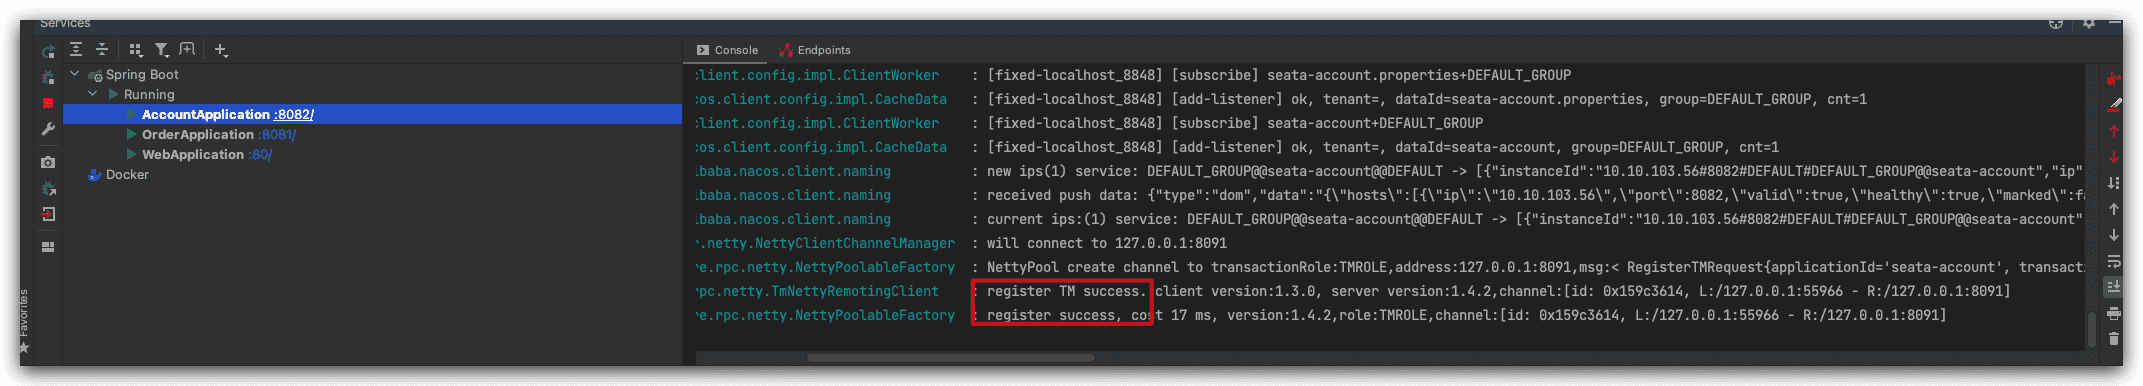 Services
Spring Boot
Running
AccountApplication :8082/
OrderApplication :8081/
WebApplication :80/
Docker
Favorites
Console
Endpoints
client.config.impl.ClientWorker : [fixed-localhost_8848] [subscribe] seata-account.properties+DEFAULT_GROUP
cos.client.config.impl.CacheData : [fixed-localhost_8848] [add-listener] ok, tenant=, dataId=seata-account.properties, group=DEFAULT_GROUP, cnt=1
client.config.impl.ClientWorker : [fixed-localhost_8848] [subscribe] seata-account+DEFAULT_GROUP
cos.client.config.impl.CacheData : [fixed-localhost_8848] [add-listener] ok, tenant=, dataId=seata-account, group=DEFAULT_GROUP, cnt=1
ibaba.nacos.client.naming : new ips(1) service: DEFAULT_GROUP@@seata-account@@DEFAULT -> [{"instanceId":"10.10.103.56#8082#DEFAULT#DEFAULT_GROUP@@seata-account","ip"
ibaba.nacos.client.naming : received push data: {"type":"dom","data":"{\"hosts\":[{\"ip\":\"10.10.103.56\",\"port\":8082,\"valid\":true,\"healthy\":true,\"marked\":fa
ibaba.nacos.client.naming : current ips:(1) service: DEFAULT_GROUP@@seata-account@@DEFAULT -> [{"instanceId":"10.10.103.56#8082#DEFAULT#DEFAULT_GROUP@@seata-account"
r.netty.NettyClientChannelManager : will connect to 127.0.0.1:8091
re.rpc.netty.NettyPoolableFactory : NettyPool create channel to transactionRole:TMROLE,address:127.0.0.1:8091,msg:< RegisterTMRequest{applicationId='seata-account', transacti
rpc.netty.TmNettyRemotingClient : register TM success. client version:1.3.0, server version:1.4.2,channel:[id: 0x159c3614, L:/127.0.0.1:55966 - R:/127.0.0.1:8091]
re.rpc.netty.NettyPoolableFactory : register success, cost 17 ms, version:1.4.2,role:TMROLE,channel:[id: 0x159c3614, L:/127.0.0.1:55966 - R:/127.0.0.1:8091]